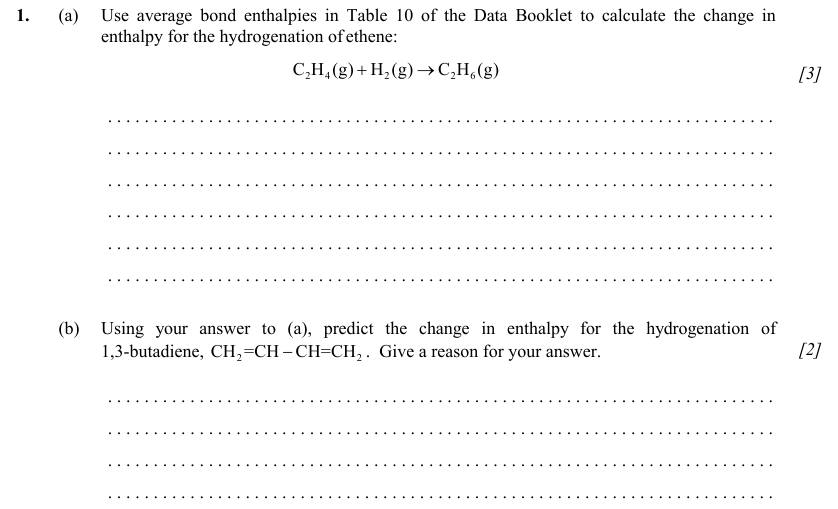 1. (a) Use average bond enthalpies in Table 10 of the Data Booklet to calculate the change in
enthalpy for the hydrogenation of ethene:
C₂H₄(g)+H₂(g)→C₂H₆(g) [3]
(b) Using your answer to (a), predict the change in enthalpy for the hydrogenation of
1,3-butadiene, CH₂=CH–CH=CH₂. Give a reason for your answer. [2]